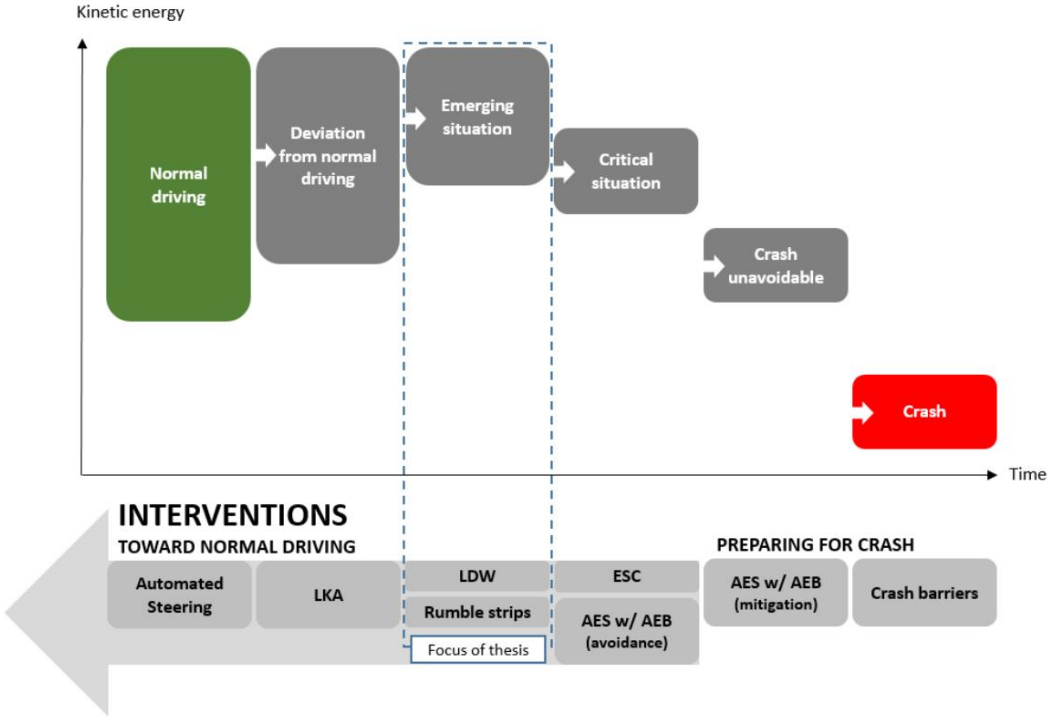 Kinetic energy
Normal
driving
Deviation
from normal
driving
Emerging
situation
Critical
situation
Crash
unavoidable
Crash
Time
INTERVENTIONS
TOWARD NORMAL DRIVING
PREPARING FOR CRASH
Automated
Steering
LKA
LDW
Rumble strips
Focus of thesis
ESC
AES w/ AEB
(avoidance)
AES w/ AEB
(mitigation)
Crash barriers